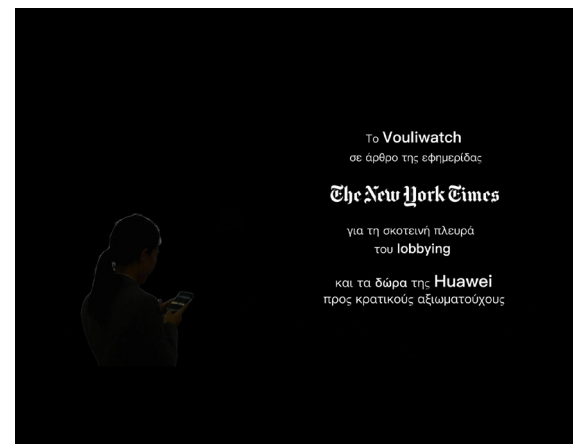 Το Vouliwatch
σε άρθρο της εφημερίδας
The New York Times
για τη σκοτεινή πλευρά
του lobbying
και τα δώρα της Huawei
προς κρατικούς αξιωματούχους